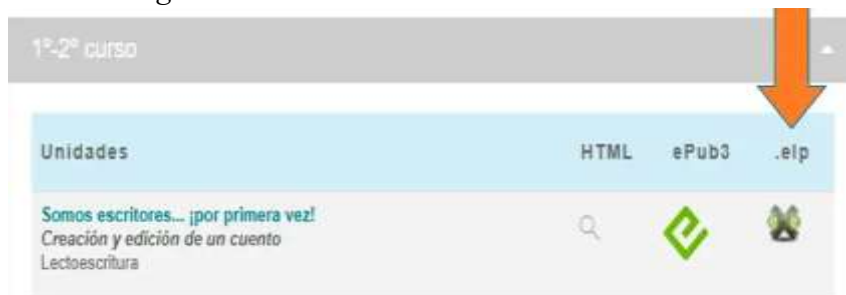 1º-2º curso
Unidades HTML ePub3 .elp
Somos escritores... ¡por primera vez!
Creación y edición de un cuento
Lectoescritura